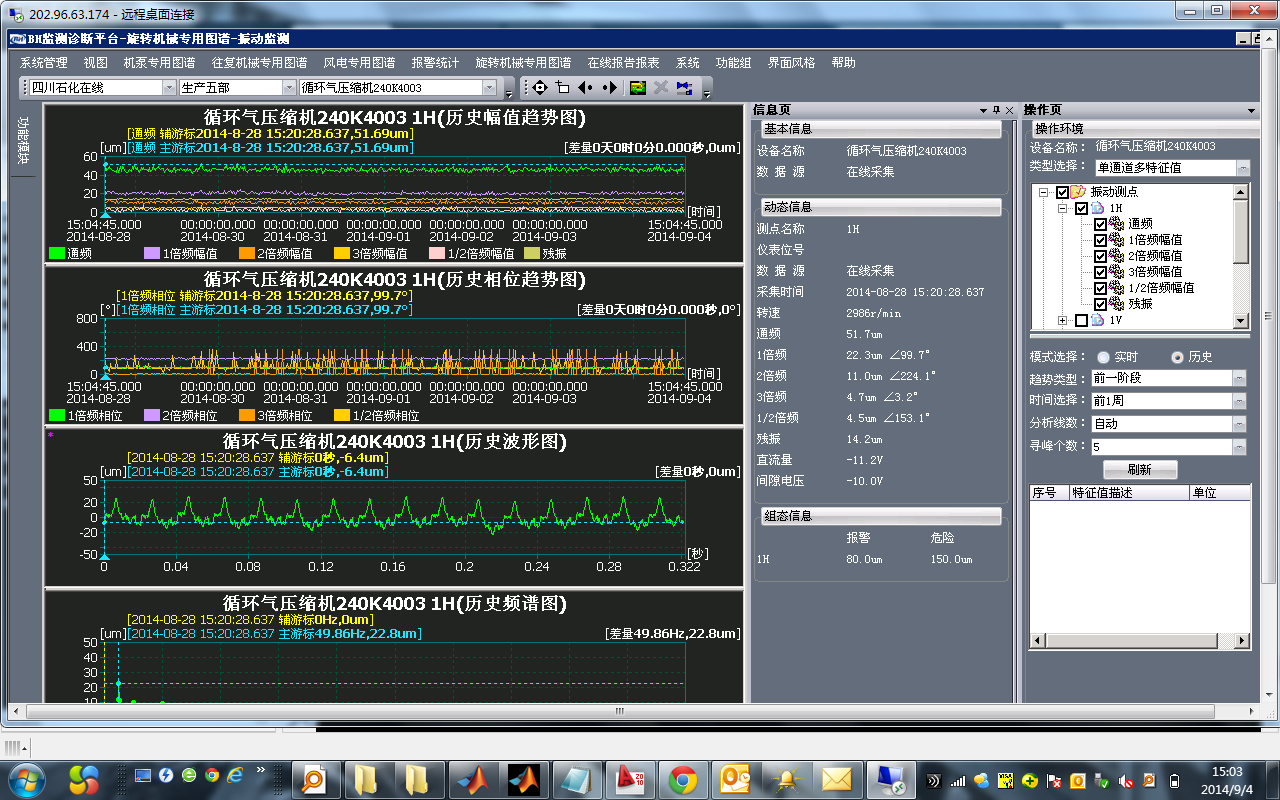 202.96.63.174 - 远程桌面连接
BH监测诊断平台-旋转机械专用图谱-振动监测
系统管理 视图 机泵专用图谱 往复机械专用图谱 风电专用图谱 报警统计 旋转机械专用图谱 在线报告报表 系统 功能组 界面风格 帮助
四川石化在线 生产五部 循环气压缩机240K4003
功能模块
循环气压缩机240K4003 1H(历史幅值趋势图)
[通频 辅游标2014-8-28 15:20:28.637,51.69um]
[um][通频 主游标2014-8-28 15:20:28.637,51.69um] [差量0天0时0分0.000秒,0um]
60
40
20
0 [时间]
15:04:45.000 00:00:00.000 00:00:00.000 00:00:00.000 00:00:00.000 00:00:00.000 15:04:45.000
2014-08-28 2014-08-30 2014-08-31 2014-09-01 2014-09-02 2014-09-03 2014-09-04
通频 1倍频幅值 2倍频幅值 3倍频幅值 1/2倍频幅值 残振
循环气压缩机240K4003 1H(历史相位趋势图)
[1倍频相位 辅游标2014-8-28 15:20:28.637,99.7°]
[°][1倍频相位 主游标2014-8-28 15:20:28.637,99.7°] [差量0天0时0分0.000秒,0°]
800
400
0 [时间]
15:04:45.000 00:00:00.000 00:00:00.000 00:00:00.000 00:00:00.000 00:00:00.000 15:04:45.000
2014-08-28 2014-08-30 2014-08-31 2014-09-01 2014-09-02 2014-09-03 2014-09-04
1倍频相位 2倍频相位 3倍频相位 1/2倍频相位
*
循环气压缩机240K4003 1H(历史波形图)
[2014-08-28 15:20:28.637 辅游标0秒,-6.4um]
[um][2014-08-28 15:20:28.637 主游标0秒,-6.4um] [差量0秒,0um]
50
20
0
-20
-50 [秒]
0 0.04 0.08 0.12 0.16 0.2 0.24 0.28 0.322
循环气压缩机240K4003 1H(历史频谱图)
[2014-08-28 15:20:28.637 辅游标0Hz,0um]
[um][2014-08-28 15:20:28.637 主游标49.86Hz,22.8um] [差量49.86Hz,22.8um]
50
40
30
20
10
信息页
基本信息
设备名称 循环气压缩机240K4003
数 据 源 在线采集
动态信息
测点名称 1H
仪表位号
数 据 源 在线采集
采集时间 2014-08-28 15:20:28.637
转速 2986r/min
通频 51.7um
1倍频 22.3um ∠99.7°
2倍频 11.0um ∠224.1°
3倍频 4.7um ∠3.2°
1/2倍频 4.5um ∠153.1°
残振 14.2um
直流量 -11.2V
间隙电压 -10.0V
组态信息
报警 危险
1H 80.0um 150.0um
操作页
操作环境
设备名称: 循环气压缩机240K4003
类型选择: 单通道多特征值
振动测点
1H
通频
1倍频幅值
2倍频幅值
3倍频幅值
1/2倍频幅值
残振
1V
模式选择: 实时 历史
趋势类型: 前一阶段
时间选择: 前1周
分析线数: 自动
寻峰个数: 5
刷新
序号 特征值描述 单位
15:03
2014/9/4